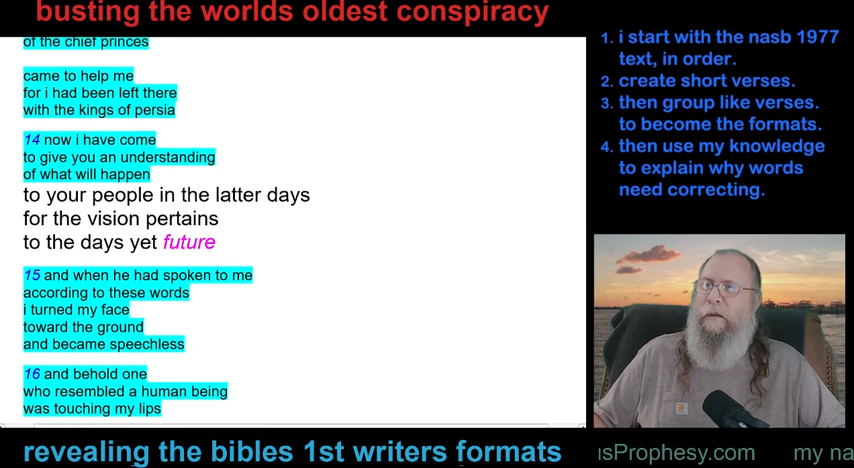 busting the worlds oldest conspiracy
of the chief princes
came to help me
for i had been left there
with the kings of persia
14 now i have come
to give you an understanding
of what will happen
to your people in the latter days
for the vision pertains
to the days yet future
15 and when he had spoken to me
according to these words
i turned my face
toward the ground
and became speechless
16 and behold one
who resembled a human being
was touching my lips
1. i start with the nasb 1977
text, in order.
2. create short verses.
3. then group like verses.
to become the formats.
4. then use my knowledge
to explain why words
need correcting.
revealing the bibles 1st writers formats
usProphesy.com my na